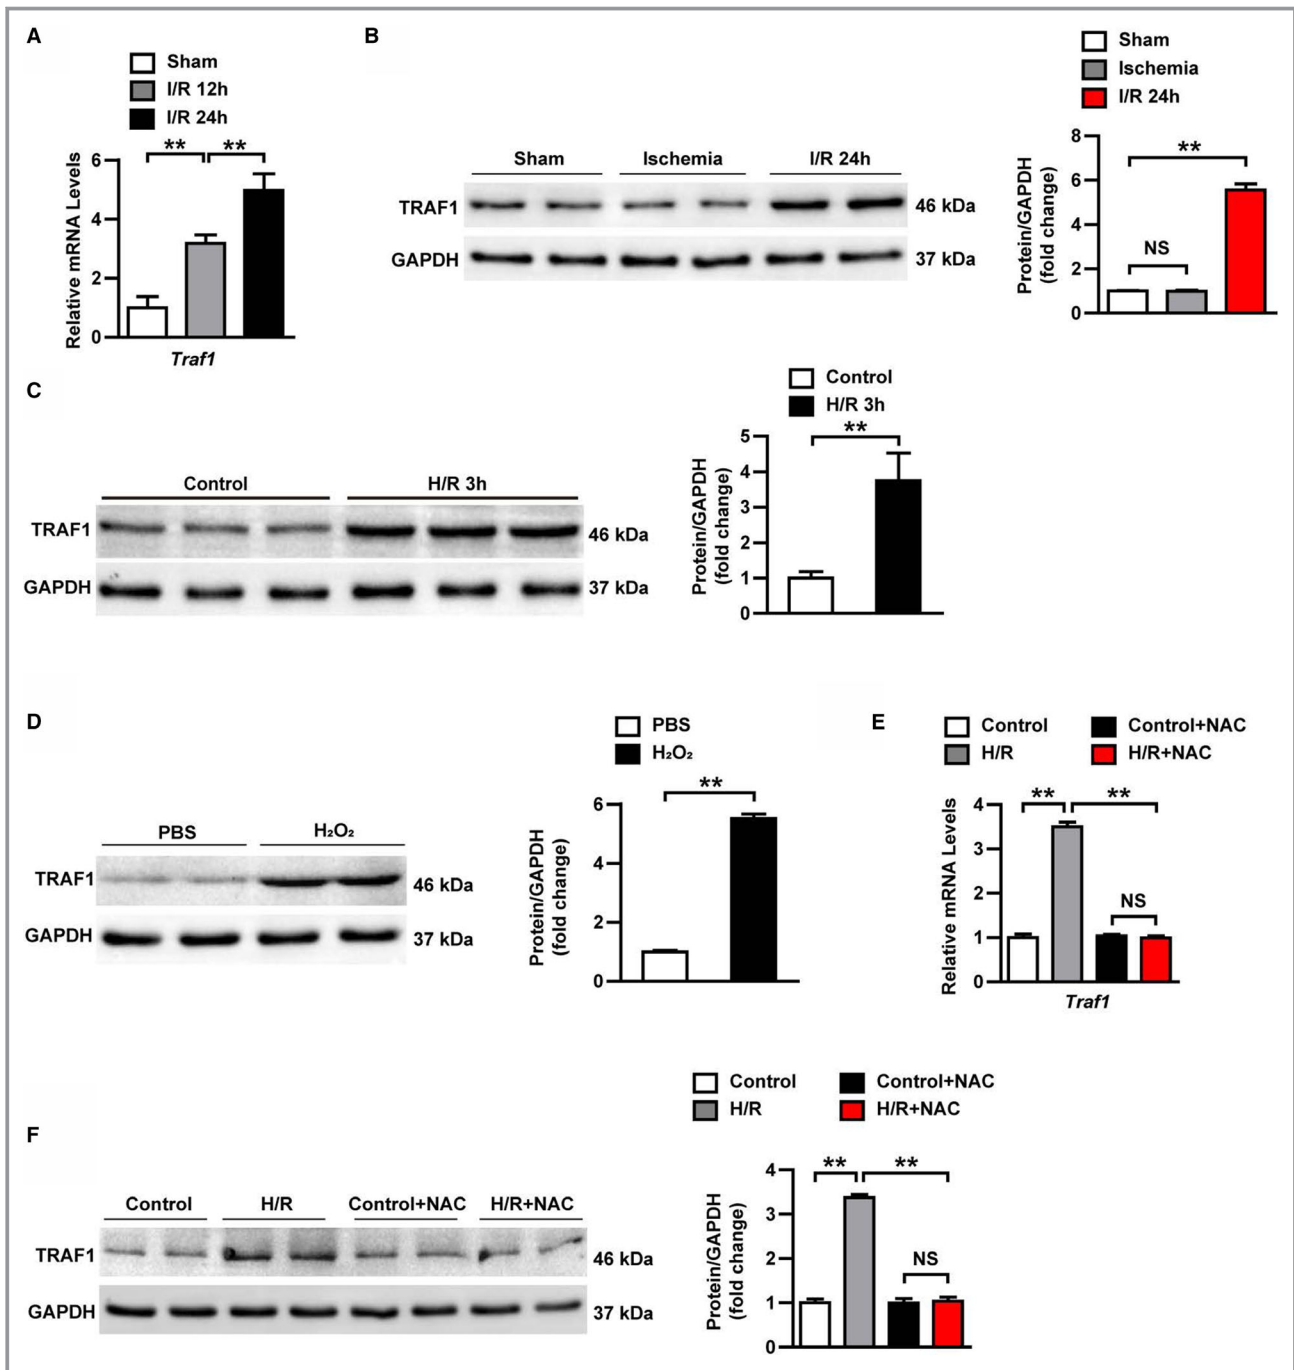 A
Sham
I/R 12h
I/R 24h
** **
Relative mRNA Levels
6
4
2
0
Traf1
B
Sham Ischemia I/R 24h
TRAF1 46 kDa
GAPDH 37 kDa
Sham
Ischemia
I/R 24h
Protein/GAPDH
(fold change)
8
6
4
2
0
**
NS
C
Control H/R 3h
TRAF1 46 kDa
GAPDH 37 kDa
Control
H/R 3h
**
Protein/GAPDH
(fold change)
5
4
3
2
1
0
D
PBS H₂O₂
TRAF1 46 kDa
GAPDH 37 kDa
PBS
H₂O₂
**
Protein/GAPDH
(fold change)
6
4
2
0
E
Control Control+NAC
H/R H/R+NAC
** **
NS
Relative mRNA Levels
4
3
2
1
0
Traf1
F
Control H/R Control+NAC H/R+NAC
TRAF1 46 kDa
GAPDH 37 kDa
Control Control+NAC
H/R H/R+NAC
** **
NS
Protein/GAPDH
(fold change)
4
3
2
1
0